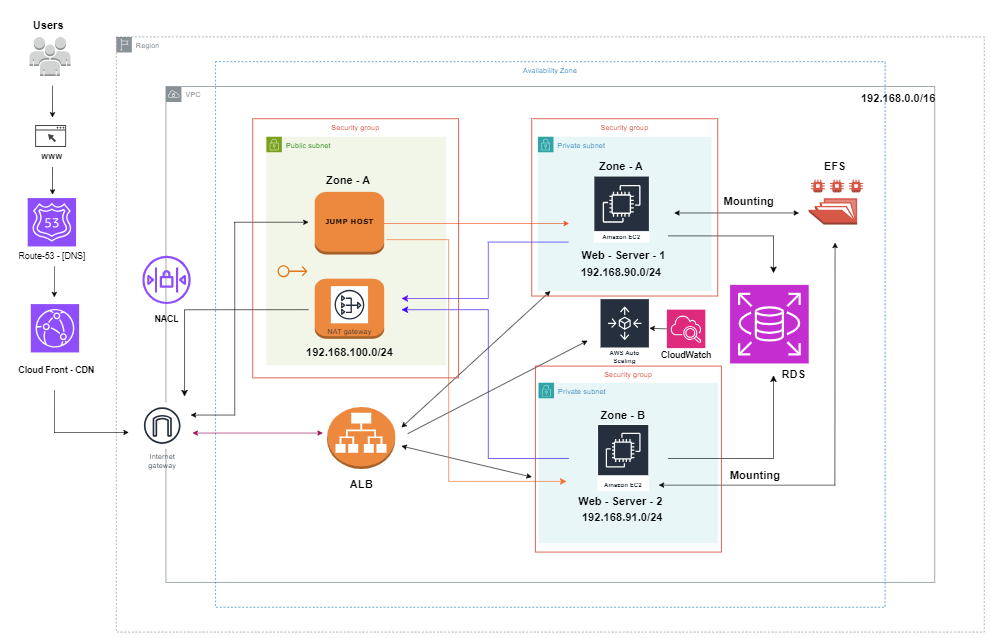 Users
Region
Availability Zone
VPC
192.168.0.0/16
Security group
Security group
Public subnet
Private subnet
www
Zone - A
Zone - A
EFS
JUMP HOST
Mounting
53
Amazon EC2
Route-53 - [DNS]
Web - Server - 1
192.168.90.0/24
NACL
NAT gateway
192.168.100.0/24
AWS Auto
Scaling
CloudWatch
Cloud Front - CDN
RDS
Security group
Private subnet
Zone - B
Internet
gateway
ALB
Amazon EC2
Mounting
Web - Server - 2
192.168.91.0/24